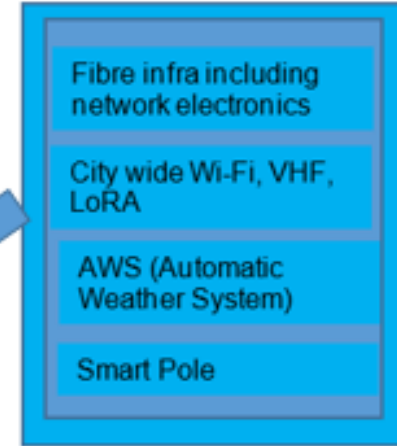 Fibre infra including
network electronics
City wide Wi-Fi, VHF,
LoRA
AWS (Automatic
Weather System)
Smart Pole